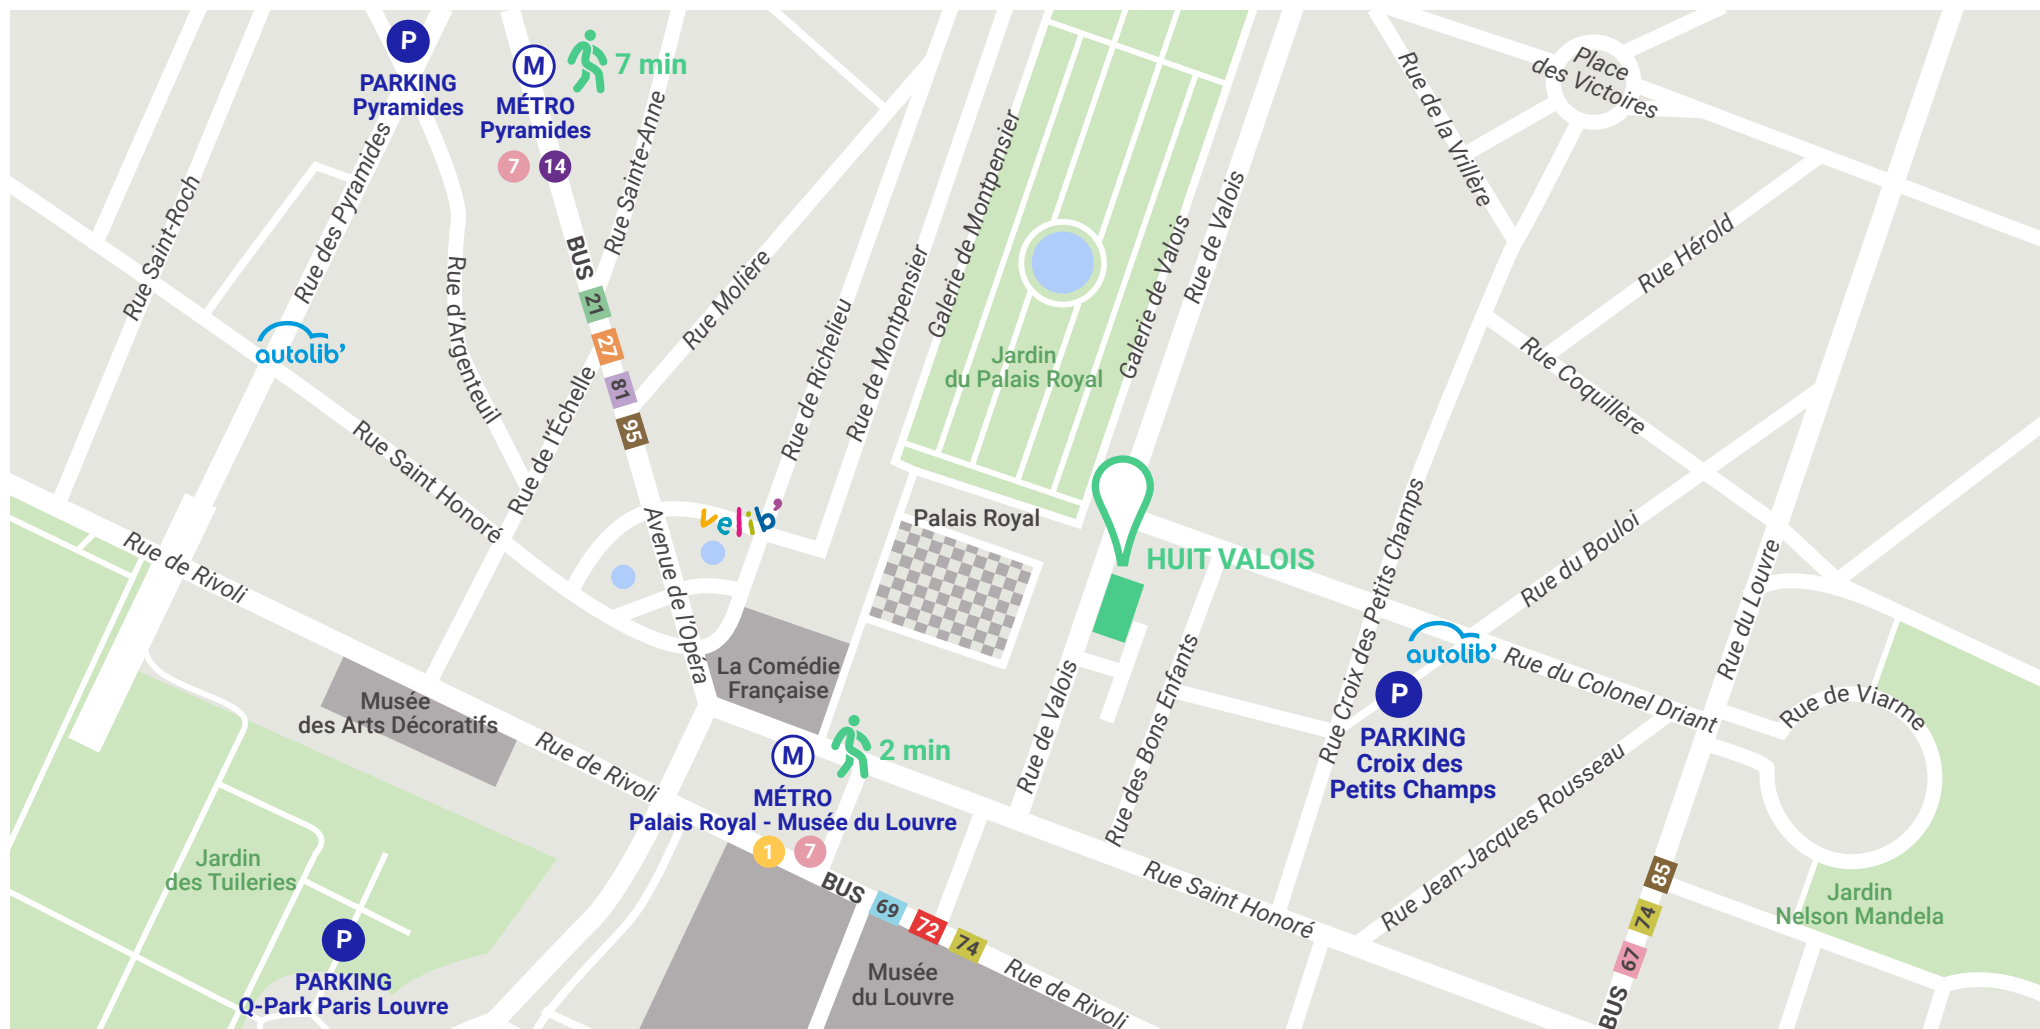 P
PARKING
Pyramides
M
7 min
MÉTRO
Pyramides
7
14
Place
des Victoires
Rue de la Vrillère
Rue Sainte-Anne
Rue Saint-Roch
Rue des Pyramides
Rue d'Argenteuil
BUS
21
27
81
95
Rue Molière
Rue de Richelieu
Rue de Montpensier
Galerie de Montpensier
Galerie de Valois
Rue de Valois
Rue Hérold
Rue Coquillère
autolib'
Jardin
du Palais Royal
Rue de l'Échelle
Rue Saint Honoré
velib'
Avenue de l'Opéra
Palais Royal
HUIT VALOIS
Rue Croix des Petits Champs
Rue du Bouloi
Rue du Louvre
Rue de Rivoli
autolib'
Rue du Colonel Driant
Rue de Viarme
La Comédie
Française
Musée
des Arts Décoratifs
Rue de Rivoli
P
PARKING
Croix des
Petits Champs
M
2 min
MÉTRO
Palais Royal - Musée du Louvre
1
7
Rue de Valois
Rue des Bons Enfants
Rue Jean-Jacques Rousseau
Rue Saint Honoré
BUS
69
72
74
Jardin
des Tuileries
P
PARKING
Q-Park Paris Louvre
Musée
du Louvre
Rue de Rivoli
85
74
67
BUS
Jardin
Nelson Mandela